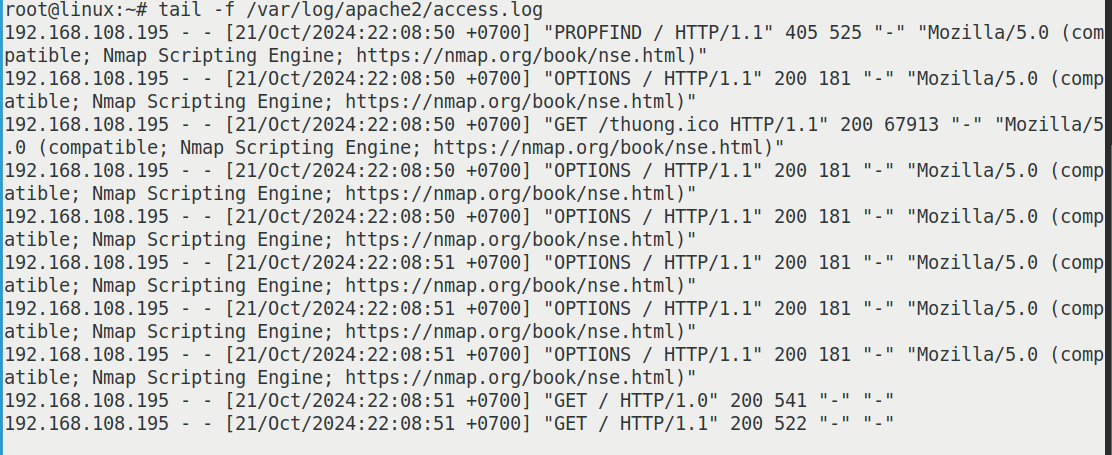 root@linux:~# tail -f /var/log/apache2/access.log
192.168.108.195 - - [21/Oct/2024:22:08:50 +0700] "PROPFIND / HTTP/1.1" 405 525 "-" "Mozilla/5.0 (com
patible; Nmap Scripting Engine; https://nmap.org/book/nse.html)"
192.168.108.195 - - [21/Oct/2024:22:08:50 +0700] "OPTIONS / HTTP/1.1" 200 181 "-" "Mozilla/5.0 (comp
atible; Nmap Scripting Engine; https://nmap.org/book/nse.html)"
192.168.108.195 - - [21/Oct/2024:22:08:50 +0700] "GET /thuong.ico HTTP/1.1" 200 67913 "-" "Mozilla/5
.0 (compatible; Nmap Scripting Engine; https://nmap.org/book/nse.html)"
192.168.108.195 - - [21/Oct/2024:22:08:50 +0700] "OPTIONS / HTTP/1.1" 200 181 "-" "Mozilla/5.0 (comp
atible; Nmap Scripting Engine; https://nmap.org/book/nse.html)
192.168.108.195 - - [21/Oct/2024:22:08:50 +0700] "OPTIONS / HTTP/1.1" 200 181 "-" "Mozilla/5.0 (comp
atible; Nmap Scripting Engine; https://nmap.org/book/nse.html)"
192.168.108.195 - - [21/Oct/2024:22:08:51 +0700] "OPTIONS / HTTP/1.1" 200 181 "-" "Mozilla/5.0 (comp
atible; Nmap Scripting Engine; https://nmap.org/book/nse.html)"
192.168.108.195 - - [21/Oct/2024:22:08:51 +0700] "OPTIONS / HTTP/1.1" 200 181 "-" "Mozilla/5.0 (comp
atible; Nmap Scripting Engine; https://nmap.org/book/nse.html)"
192.168.108.195 - - [21/Oct/2024:22:08:51 +0700] "OPTIONS / HTTP/1.1" 200 181 "-" "Mozilla/5.0 (comp
atible; Nmap Scripting Engine; https://nmap.org/book/nse.html)"
192.168.108.195 - - [21/Oct/2024:22:08:51 +0700] "GET / HTTP/1.0" 200 541 "-" "-"
192.168.108.195 - - [21/Oct/2024:22:08:51 +0700] "GET / HTTP/1.1" 200 522 "-" "-"